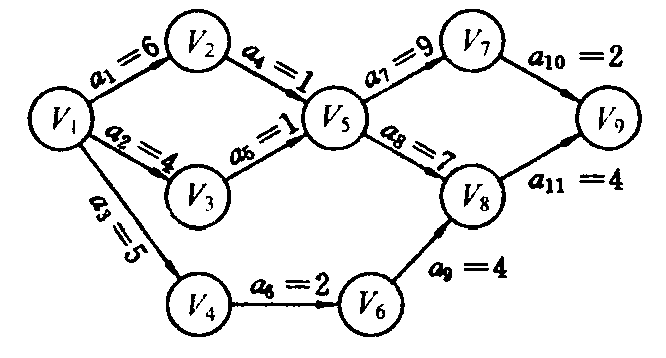 V₂
V₇
a₁=6
a₄=1
a₇=9
a₁₀=2
V₁
V₅
V₉
a₂=4
a₅=1
a₈=7
a₁₁=4
V₃
V₈
a₃=5
a₉=4
a₆=2
V₄
V₆